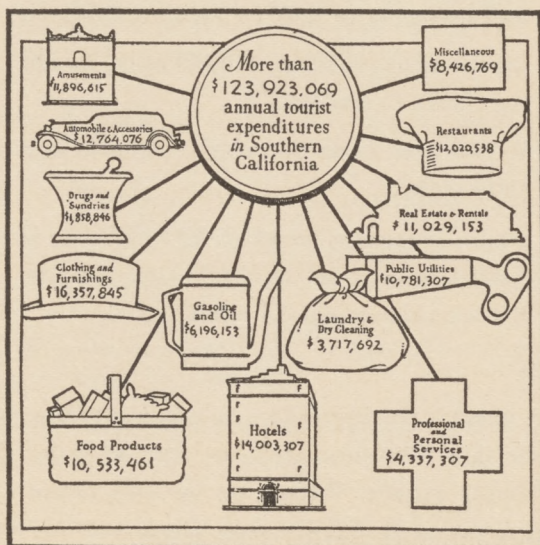 More than
$123,923,069
annual tourist
expenditures
in Southern
California
Amusements
$11,896,615
Miscellaneous
$8,426,769
Automobile & Accessories
$12,764,076
Restaurants
$12,020,538
Drugs and
Sundries
$1,858,846
Real Estate & Rentals
$11,029,153
Clothing and
Furnishings
$16,357,845
Public Utilities
$10,781,307
Gasoline
and Oil
$6,196,153
Laundry &
Dry Cleaning
$3,717,692
Food Products
$10,533,461
Hotels
$14,003,307
Professional
and
Personal
Services
$4,337,307